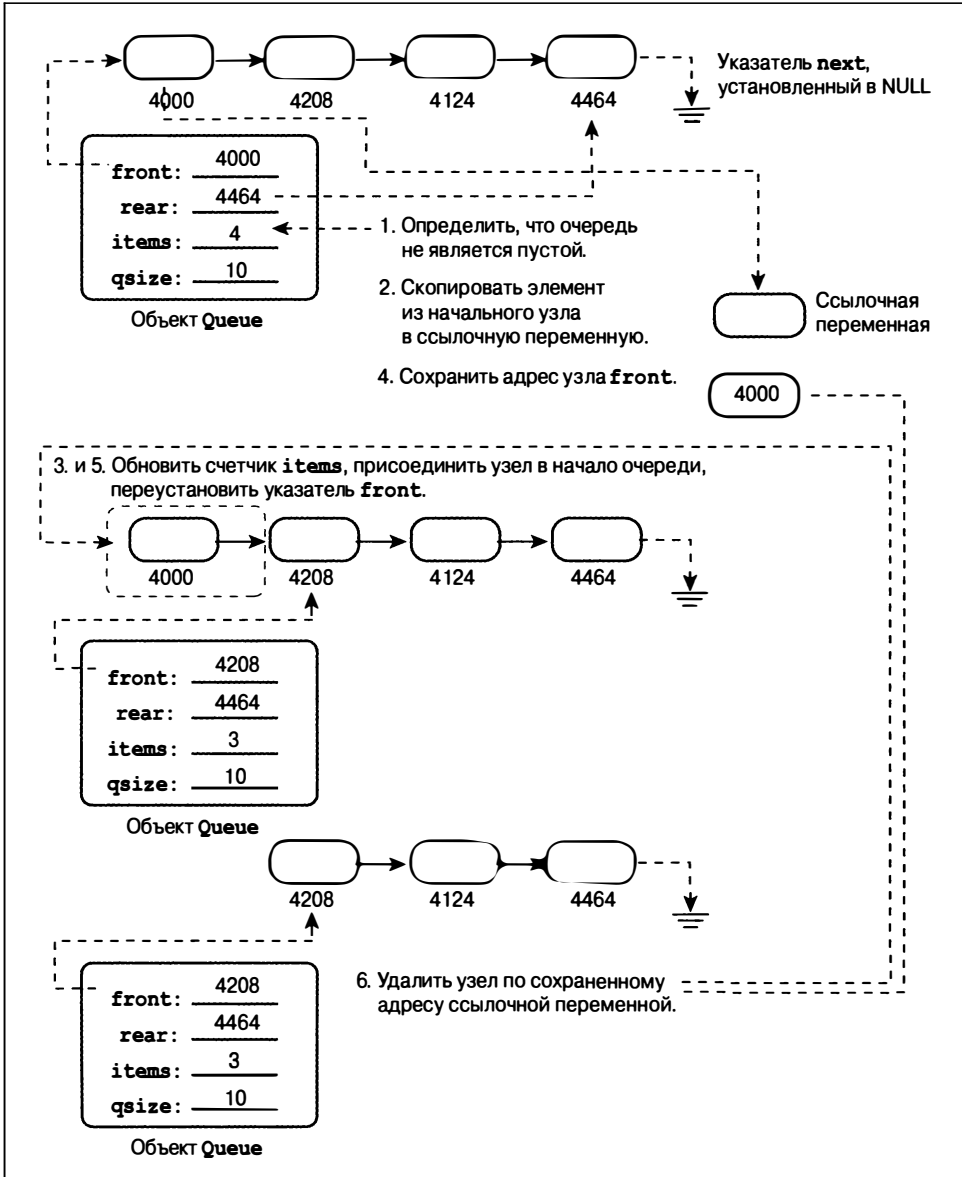 Указатель next,
установленный в NULL
4000
4208
4124
4464
front: 4000
rear: 4464
items: 4
qsize: 10
Объект Queue
1. Определить, что очередь
не является пустой.
2. Скопировать элемент
из начального узла
в ссылочную переменную.
Ссылочная
переменная
4. Сохранить адрес узла front.
4000
3. и 5. Обновить счетчик items, присоединить узел в начало очереди,
переустановить указатель front.
4000
4208
4124
4464
front: 4208
rear: 4464
items: 3
qsize: 10
Объект Queue
4208
4124
4464
6. Удалить узел по сохраненному
адресу ссылочной переменной.
front: 4208
rear: 4464
items: 3
qsize: 10
Объект Queue